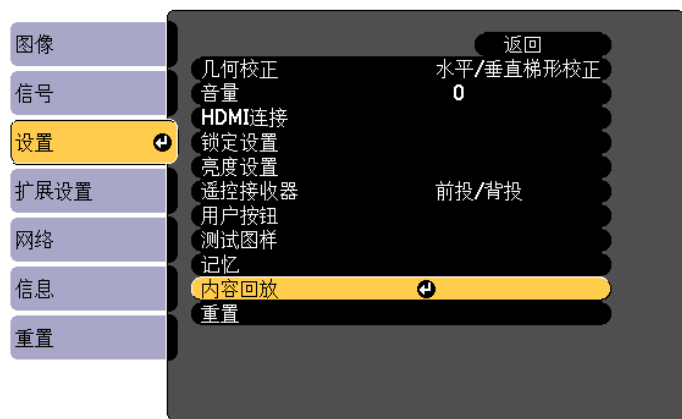 图像
信号
设置
扩展设置
网络
信息
重置
返回
几何校正 水平/垂直梯形校正
音量 0
HDMI连接
锁定设置
亮度设置
遥控接收器 前投/背投
用户按钮
测试图样
记忆
内容回放
重置